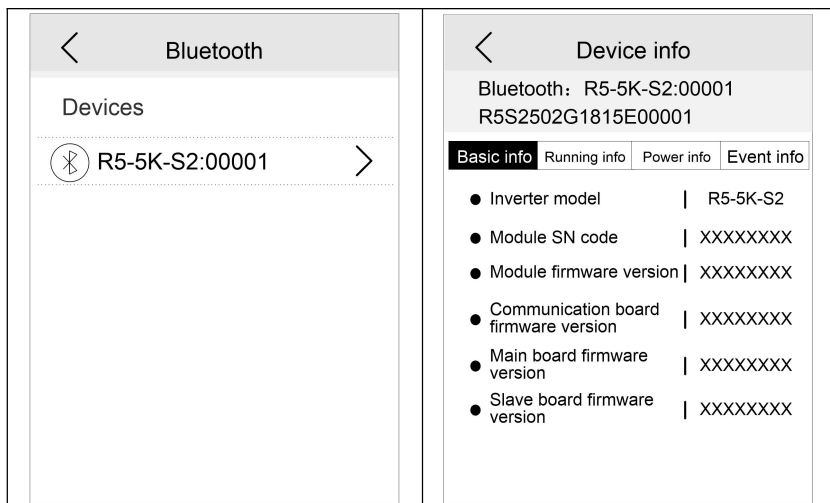 Bluetooth
Devices
R5-5K-S2:00001
Device info
Bluetooth：R5-5K-S2:00001
R5S2502G1815E00001
Basic info Running info Power info Event info
Inverter model | R5-5K-S2
Module SN code | XXXXXXXX
Module firmware version | XXXXXXXX
Communication board
firmware version | XXXXXXXX
Main board firmware
version | XXXXXXXX
Slave board firmware
version | XXXXXXXX